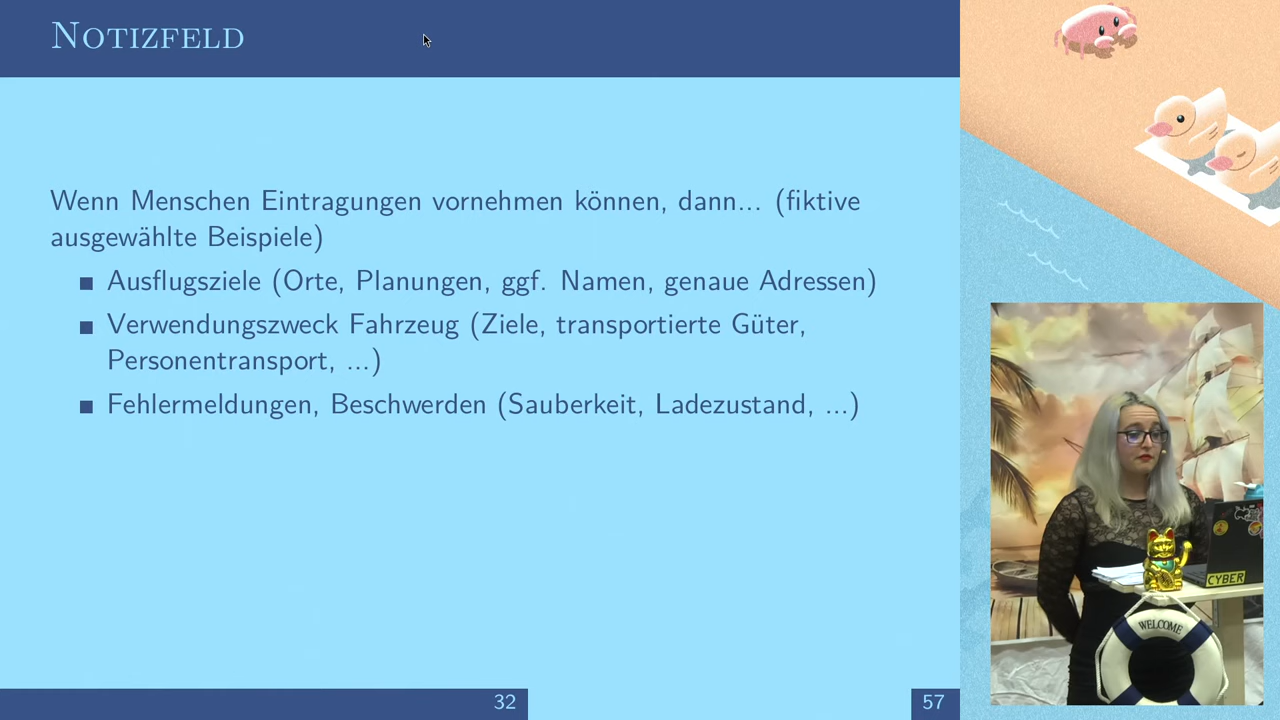 Notizfeld
Wenn Menschen Eintragungen vornehmen können, dann... (fiktive
ausgewählte Beispiele)
Ausflugsziele (Orte, Planungen, ggf. Namen, genaue Adressen)
Verwendungszweck Fahrzeug (Ziele, transportierte Güter,
Personentransport, ...)
Fehlermeldungen, Beschwerden (Sauberkeit, Ladezustand, ...)
32
57
CYBER
WELCOME